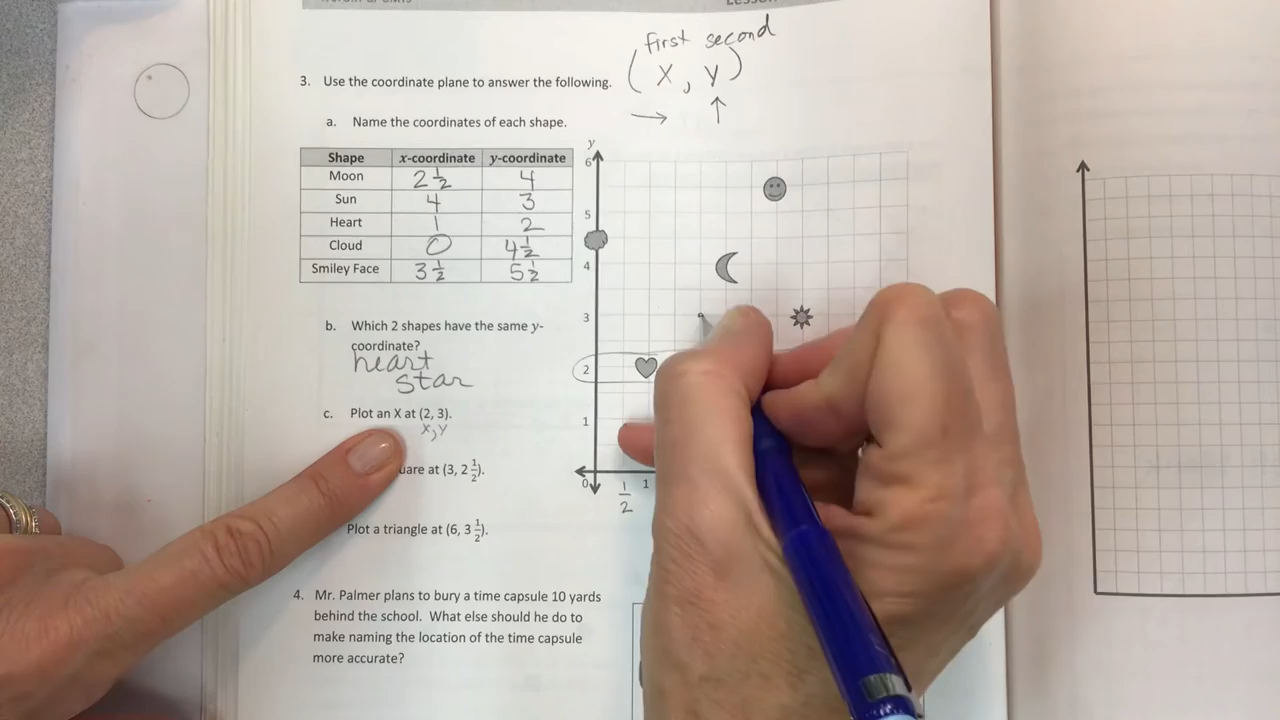 first second
(x, y)
3. Use the coordinate plane to answer the following.
→ ↑
a. Name the coordinates of each shape.
Shape x-coordinate y-coordinate
Moon 2 1/2 4
Sun 4 3
Heart 1 2
Cloud 0 4 1/2
Smiley Face 3 1/2 5 1/2
y
6
5
4
3
2
1
0
1/2 1
b. Which 2 shapes have the same y-
coordinate?
heart
star
c. Plot an X at (2, 3).
x, y
uare at (3, 2 1/2).
Plot a triangle at (6, 3 1/2).
4. Mr. Palmer plans to bury a time capsule 10 yards
behind the school. What else should he do to
make naming the location of the time capsule
more accurate?